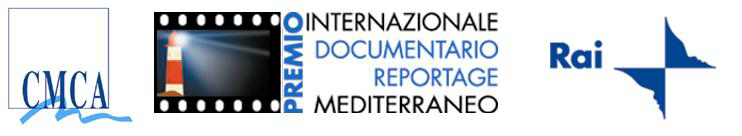 CMCA
PREMIO
INTERNAZIONALE
DOCUMENTARIO
REPORTAGE
MEDITERRANEO
Rai